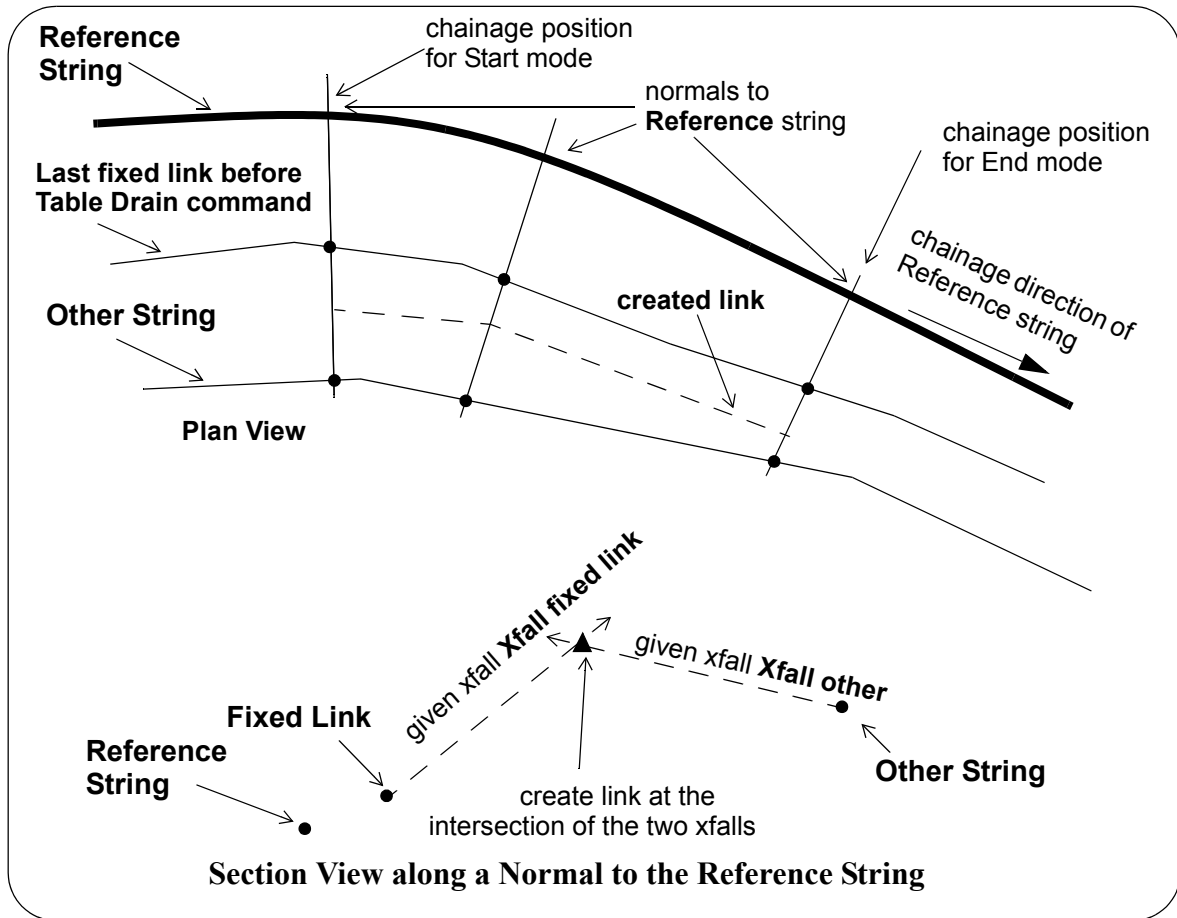 Reference
String
chainage position
for Start mode
normals to
Reference string
chainage position
for End mode
Last fixed link before
Table Drain command
chainage direction of
Reference string
created link
Other String
Plan View
given xfall Xfall fixed link
given xfall Xfall other
Fixed Link
Reference
String
Other String
create link at the
intersection of the two xfalls
Section View along a Normal to the Reference String